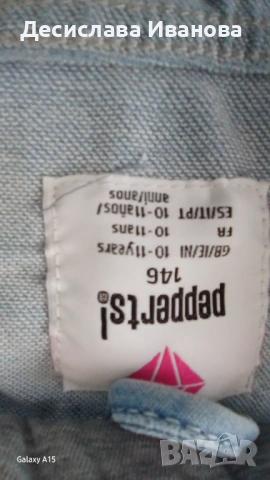 Десислава Иванова
pepperts!
146
GB/IE/NI 10-11years
FR 10-11ans
ES/IT/PT 10-11años/
anni/anos
Galaxy A15
BAZAR